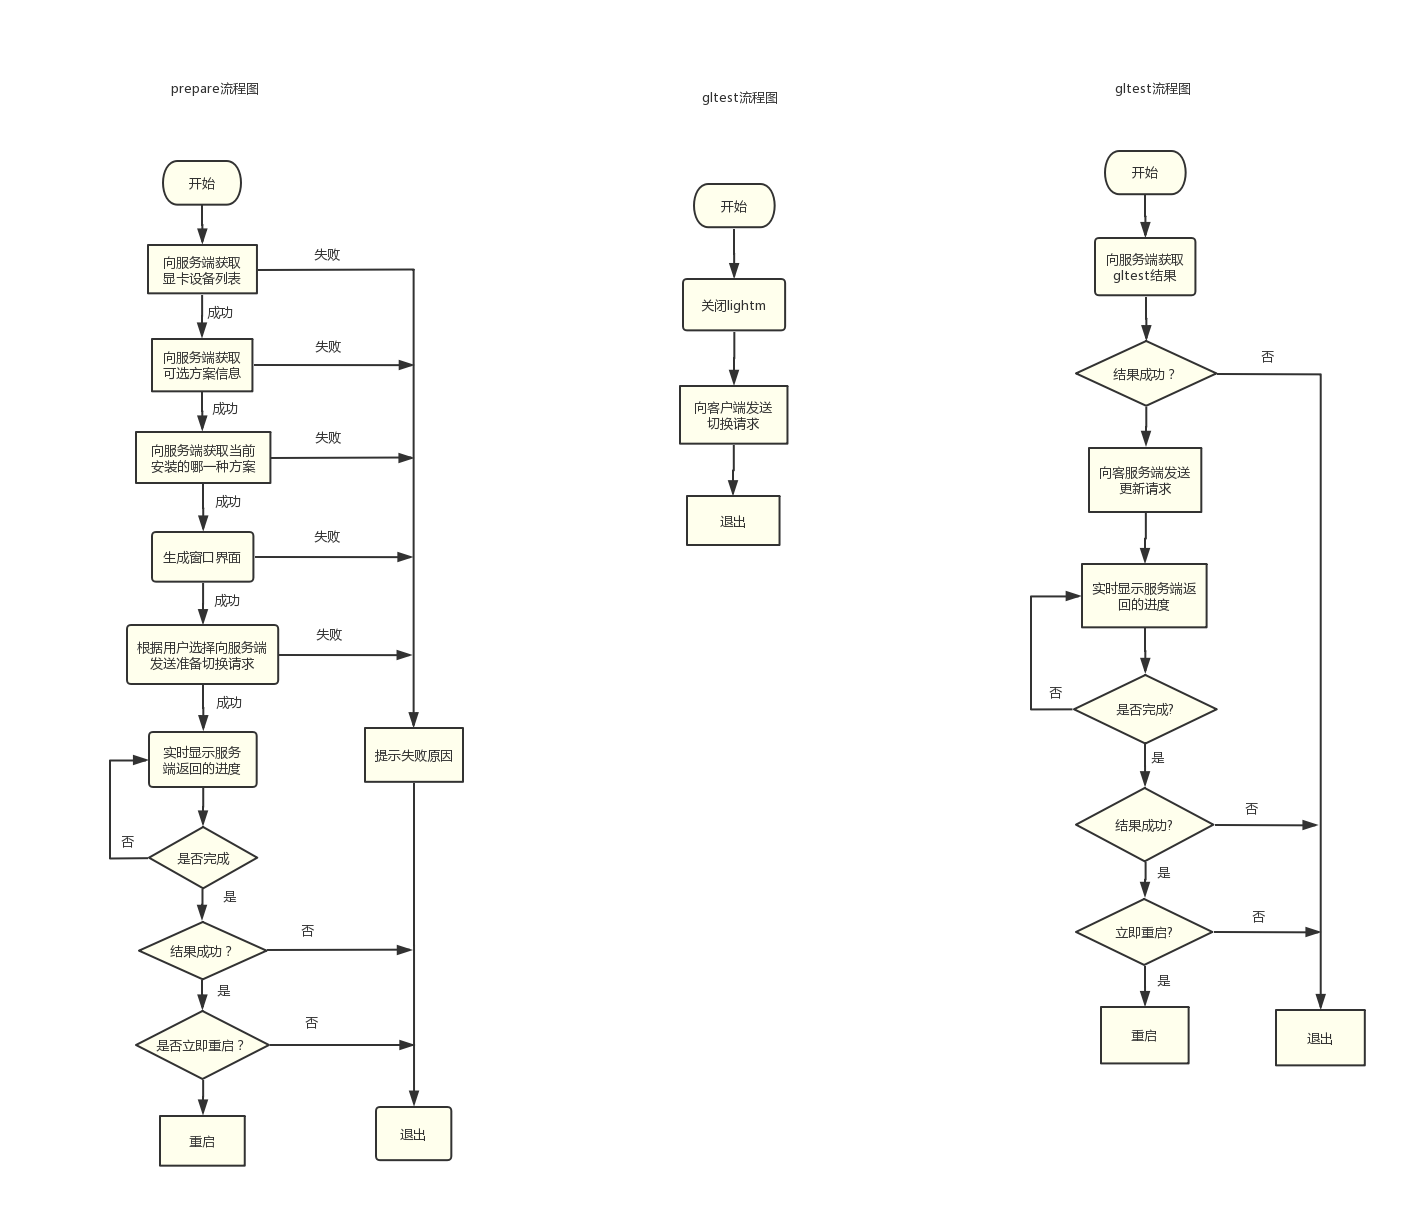 prepare流程图
开始
向服务端获取
显卡设备列表
失败
成功
向服务端获取
可选方案信息
失败
成功
向服务端获取当前
安装的哪一种方案
失败
成功
生成窗口界面
失败
成功
根据用户选择向服务端
发送准备切换请求
失败
成功
实时显示服务
端返回的进度
提示失败原因
否
是否完成
是
结果成功？
否
是
是否立即重启？
否
重启
退出
gltest流程图
开始
关闭lightm
向客户端发送
切换请求
退出
gltest流程图
开始
向服务端获取
gltest结果
结果成功？
否
向客服务端发送
更新请求
实时显示服务端返
回的进度
否
是否完成?
是
结果成功?
否
是
立即重启?
否
是
重启
退出